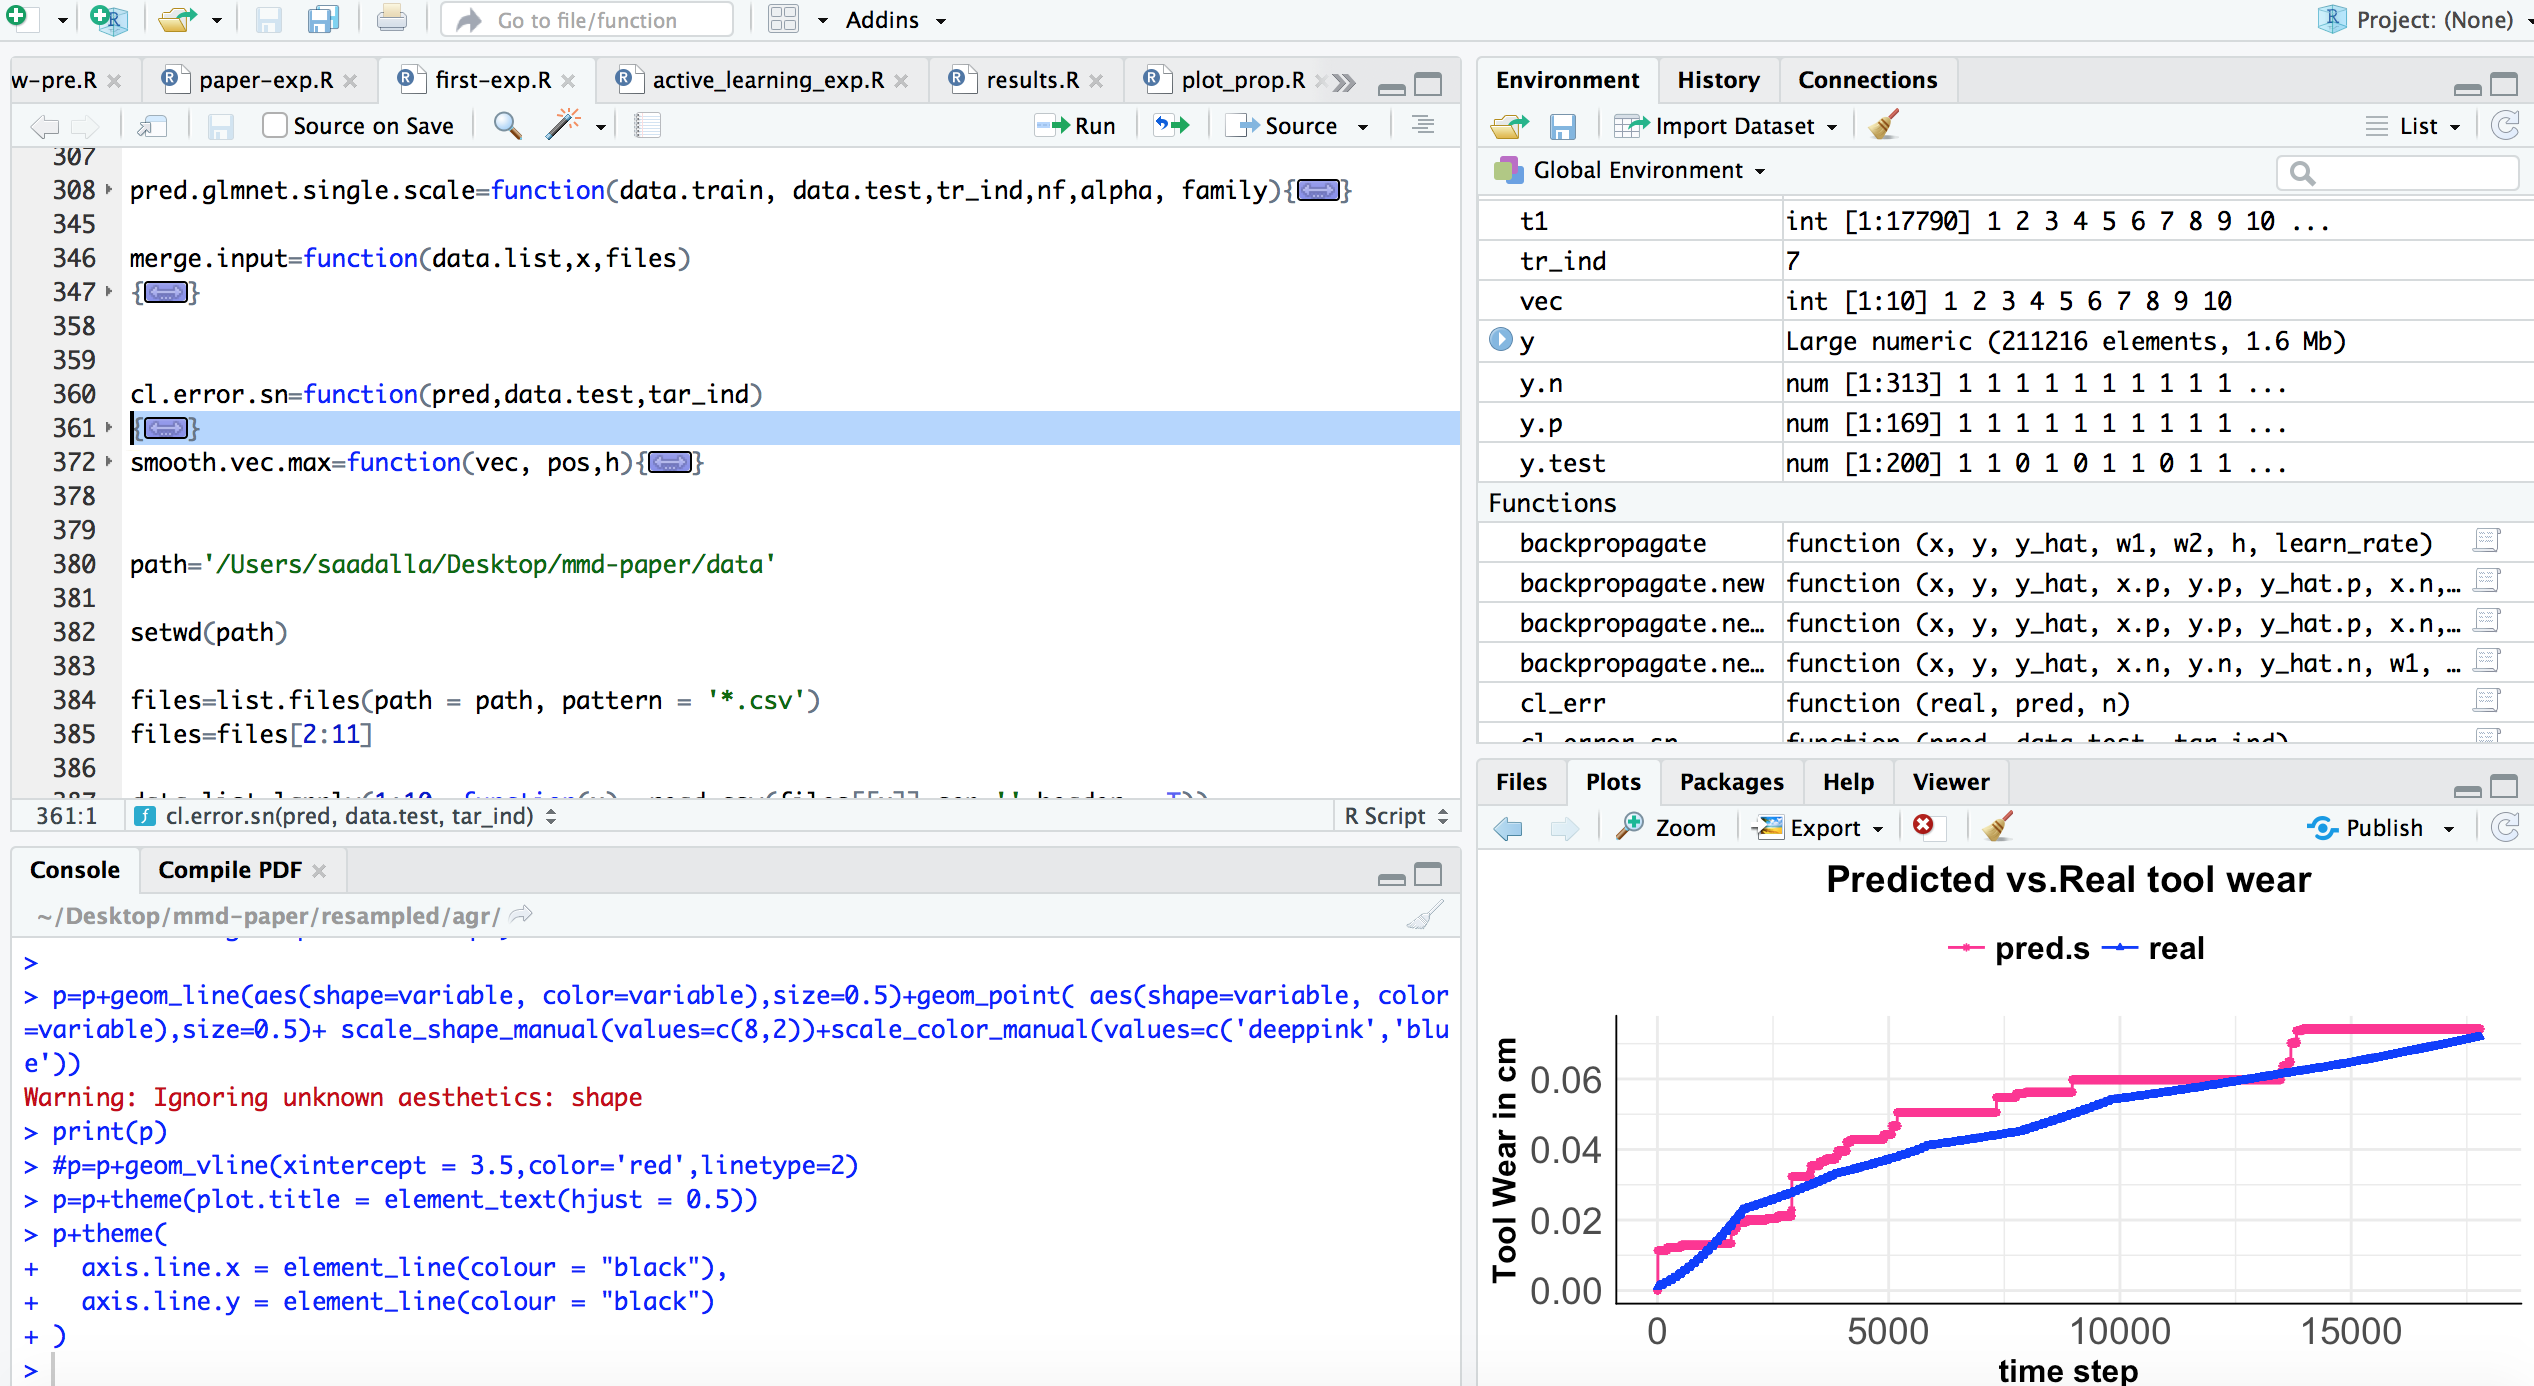 Go to file/function
Addins
Project: (None)
w-pre.R
paper-exp.R
first-exp.R
active_learning_exp.R
results.R
plot_prop.R
Source on Save
Run
Source
307
308 pred.glmnet.single.scale=function(data.train, data.test,tr_ind,nf,alpha, family){}
345
346 merge.input=function(data.list,x,files)
347 {}
358
359
360 cl.error.sn=function(pred,data.test,tar_ind)
361 {}
372 smooth.vec.max=function(vec, pos,h){}
378
379
380 path='/Users/saadalla/Desktop/mmd-paper/data'
381
382 setwd(path)
383
384 files=list.files(path = path, pattern = '*.csv')
385 files=files[2:11]
386
361:1 cl.error.sn(pred, data.test, tar_ind) R Script
Console
Compile PDF
~/Desktop/mmd-paper/resampled/agr/
>
> p=p+geom_line(aes(shape=variable, color=variable),size=0.5)+geom_point( aes(shape=variable, color
=variable),size=0.5)+ scale_shape_manual(values=c(8,2))+scale_color_manual(values=c('deeppink','blu
e'))
Warning: Ignoring unknown aesthetics: shape
> print(p)
> #p=p+geom_vline(xintercept = 3.5,color='red',linetype=2)
> p=p+theme(plot.title = element_text(hjust = 0.5))
> p+theme(
+   axis.line.x = element_line(colour = "black"),
+   axis.line.y = element_line(colour = "black")
+ )
>
Environment
History
Connections
Import Dataset
List
Global Environment
t1 int [1:17790] 1 2 3 4 5 6 7 8 9 10 ...
tr_ind 7
vec int [1:10] 1 2 3 4 5 6 7 8 9 10
y Large numeric (211216 elements, 1.6 Mb)
y.n num [1:313] 1 1 1 1 1 1 1 1 1 1 ...
y.p num [1:169] 1 1 1 1 1 1 1 1 1 1 ...
y.test num [1:200] 1 1 0 1 0 1 1 0 1 1 ...
Functions
backpropagate function (x, y, y_hat, w1, w2, h, learn_rate)
backpropagate.new function (x, y, y_hat, x.p, y.p, y_hat.p, x.n,…
backpropagate.ne… function (x, y, y_hat, x.p, y.p, y_hat.p, x.n,…
backpropagate.ne… function (x, y, y_hat, x.n, y.n, y_hat.n, w1, …
cl_err function (real, pred, n)
cl_error_sn function (pred, data.test, tar_ind)
Files
Plots
Packages
Help
Viewer
Zoom
Export
Publish
Predicted vs.Real tool wear
pred.s
real
Tool Wear in cm
0.06
0.04
0.02
0.00
0
5000
10000
15000
time step